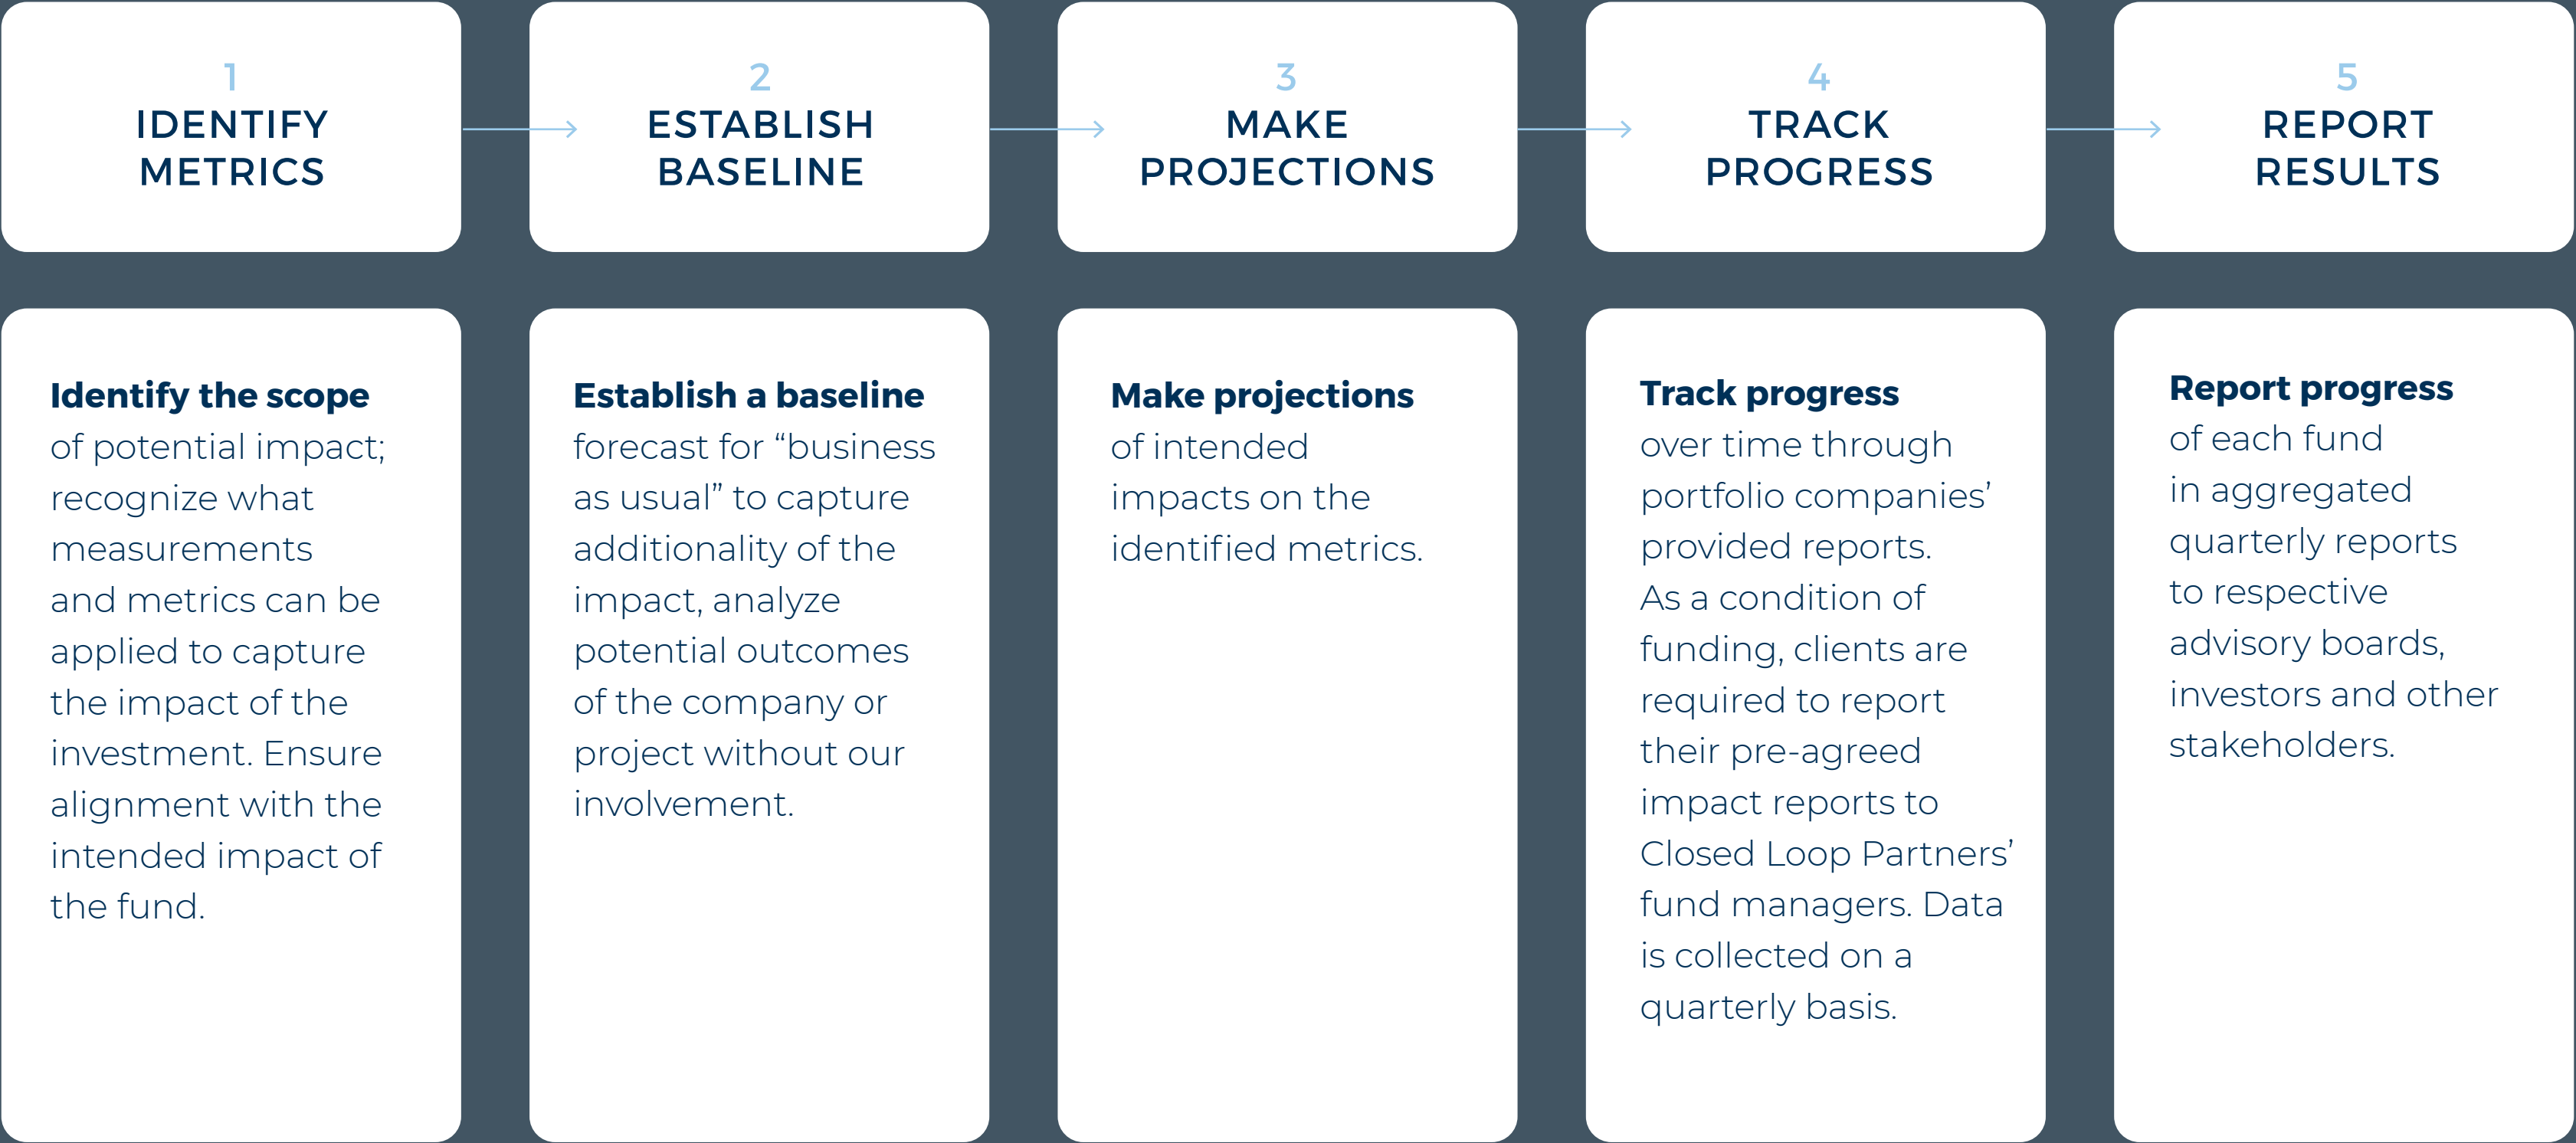 1
IDENTIFY
METRICS
2
ESTABLISH
BASELINE
3
MAKE
PROJECTIONS
4
TRACK
PROGRESS
5
REPORT
RESULTS
Identify the scope
of potential impact;
recognize what
measurements
and metrics can be
applied to capture
the impact of the
investment. Ensure
alignment with the
intended impact of
the fund.
Establish a baseline
forecast for “business
as usual” to capture
additionality of the
impact, analyze
potential outcomes
of the company or
project without our
involvement.
Make projections
of intended
impacts on the
identified metrics.
Track progress
over time through
portfolio companies’
provided reports.
As a condition of
funding, clients are
required to report
their pre-agreed
impact reports to
Closed Loop Partners’
fund managers. Data
is collected on a
quarterly basis.
Report progress
of each fund
in aggregated
quarterly reports
to respective
advisory boards,
investors and other
stakeholders.